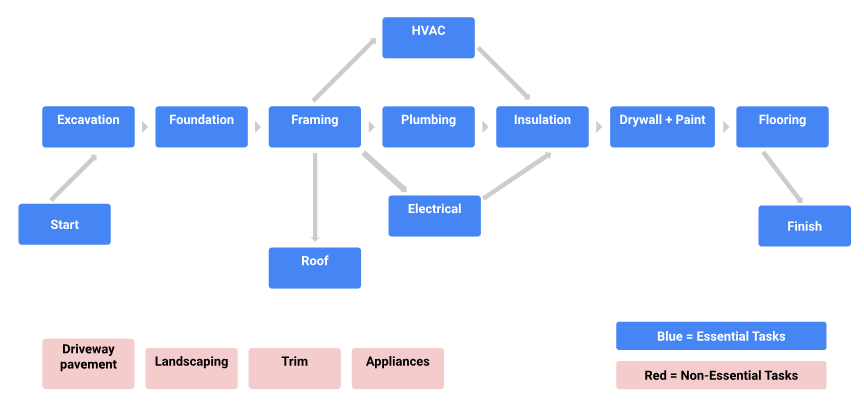 HVAC
Excavation
Foundation
Framing
Plumbing
Insulation
Drywall + Paint
Flooring
Start
Electrical
Finish
Roof
Driveway
pavement
Landscaping
Trim
Appliances
Blue = Essential Tasks
Red = Non-Essential Tasks